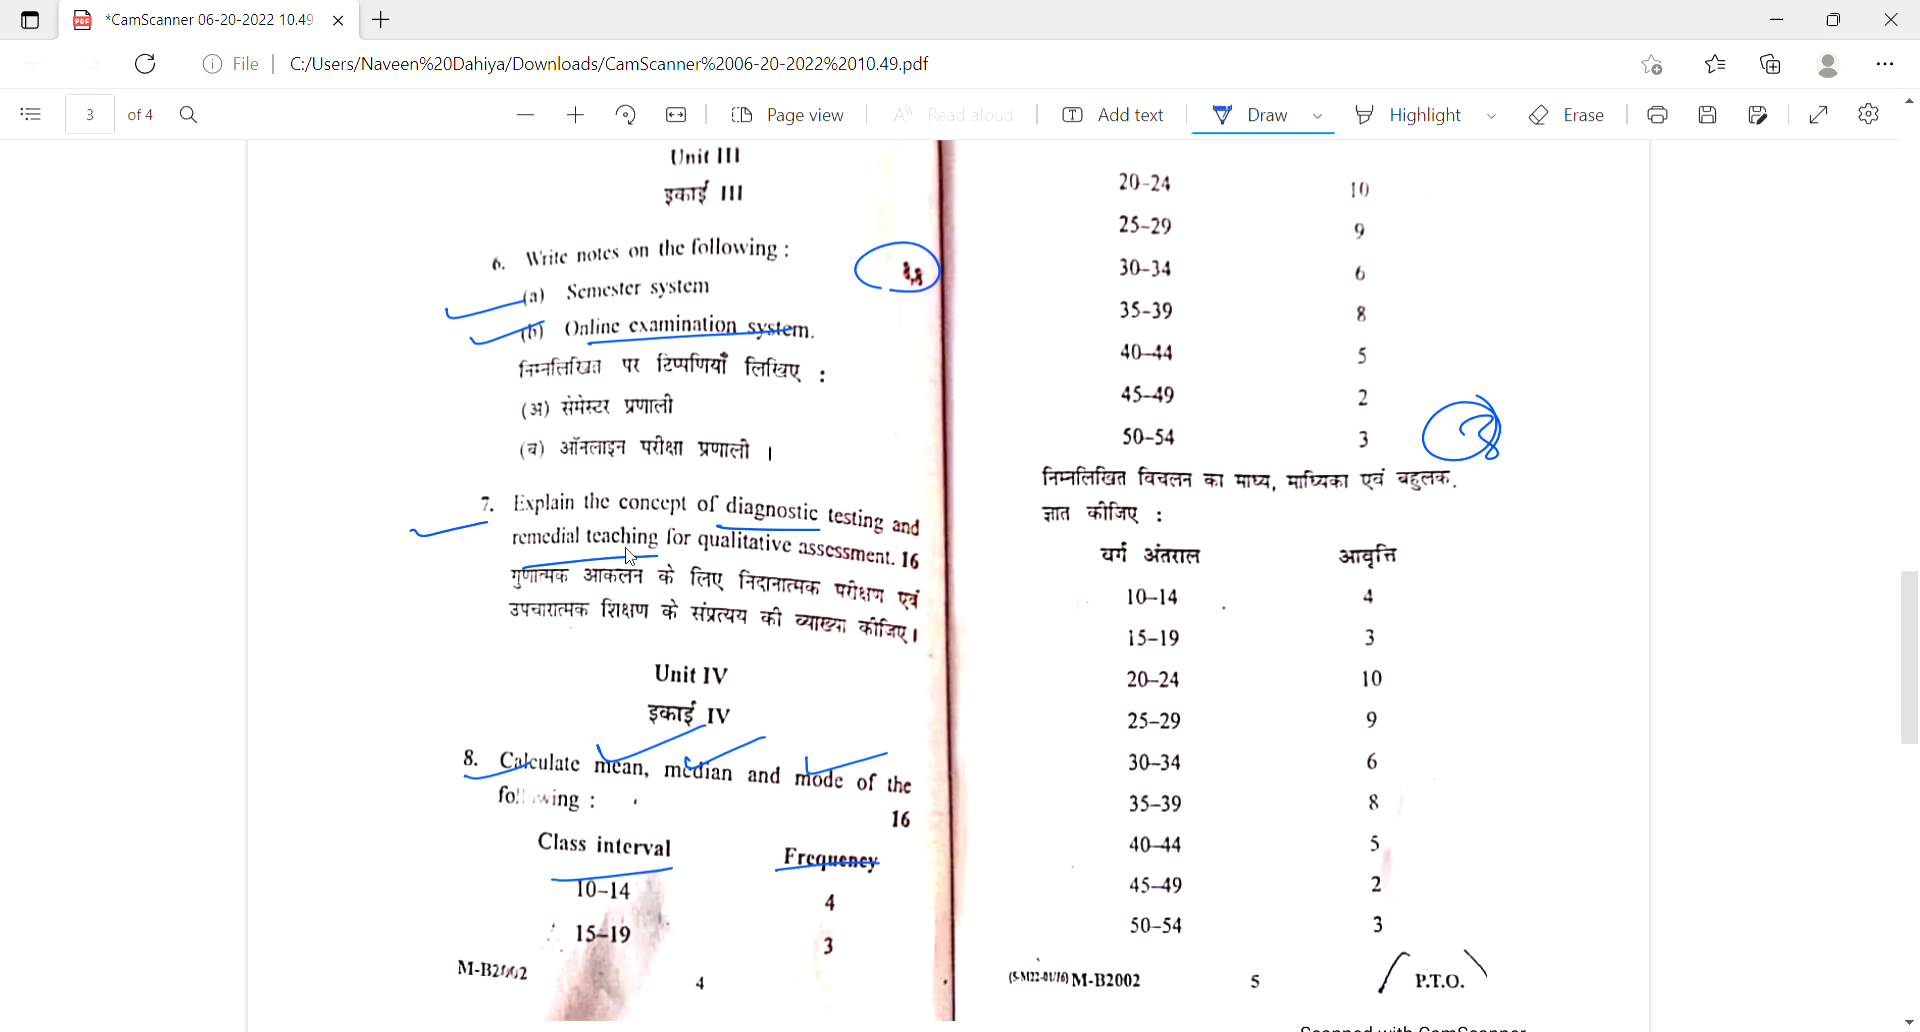 *CamScanner 06-20-2022 10.49
File
C:/Users/Naveen%20Dahiya/Downloads/CamScanner%2006-20-2022%2010.49.pdf
3 of 4
Page view
Read aloud
Add text
Draw
Highlight
Erase
Unit III
इकाई III
6. Write notes on the following :
(a) Semester system
(b) Online examination system.
निम्नलिखित पर टिप्पणियाँ लिखिए :
(अ) सेमेस्टर प्रणाली
(ब) ऑनलाइन परीक्षा प्रणाली ।
7. Explain the concept of diagnostic testing and
remedial teaching for qualitative assessment. 16
गुणात्मक आकलन के लिए निदानात्मक परीक्षण एवं
उपचारात्मक शिक्षण के संप्रत्यय की व्याख्या कीजिए।
Unit IV
इकाई IV
8. Calculate mean, median and mode of the
following :
16
Class interval Frequency
10–14 4
15–19 3
M-B2002 4
20–24 10
25–29 9
30–34 6
35–39 8
40–44 5
45–49 2
50–54 3
निम्नलिखित विचलन का माध्य, माध्यिका एवं बहुलक.
ज्ञात कीजिए :
वर्ग अंतराल आवृत्ति
10–14 4
15–19 3
20–24 10
25–29 9
30–34 6
35–39 8
40–44 5
45–49 2
50–54 3
(5-M22-01/16) M-B2002 5 P.T.O.
Scanned with CamScanner